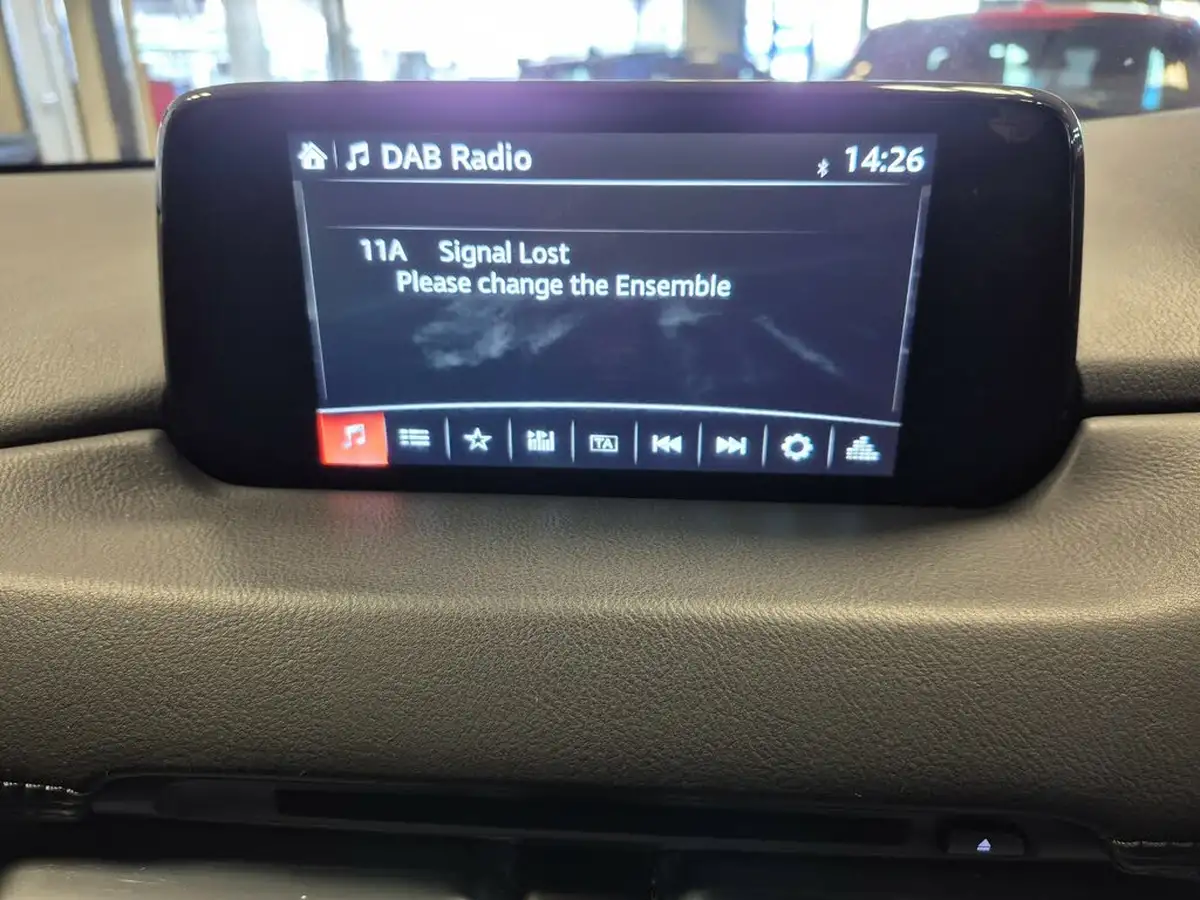 DAB Radio 14:26
11A Signal Lost
Please change the Ensemble
TA